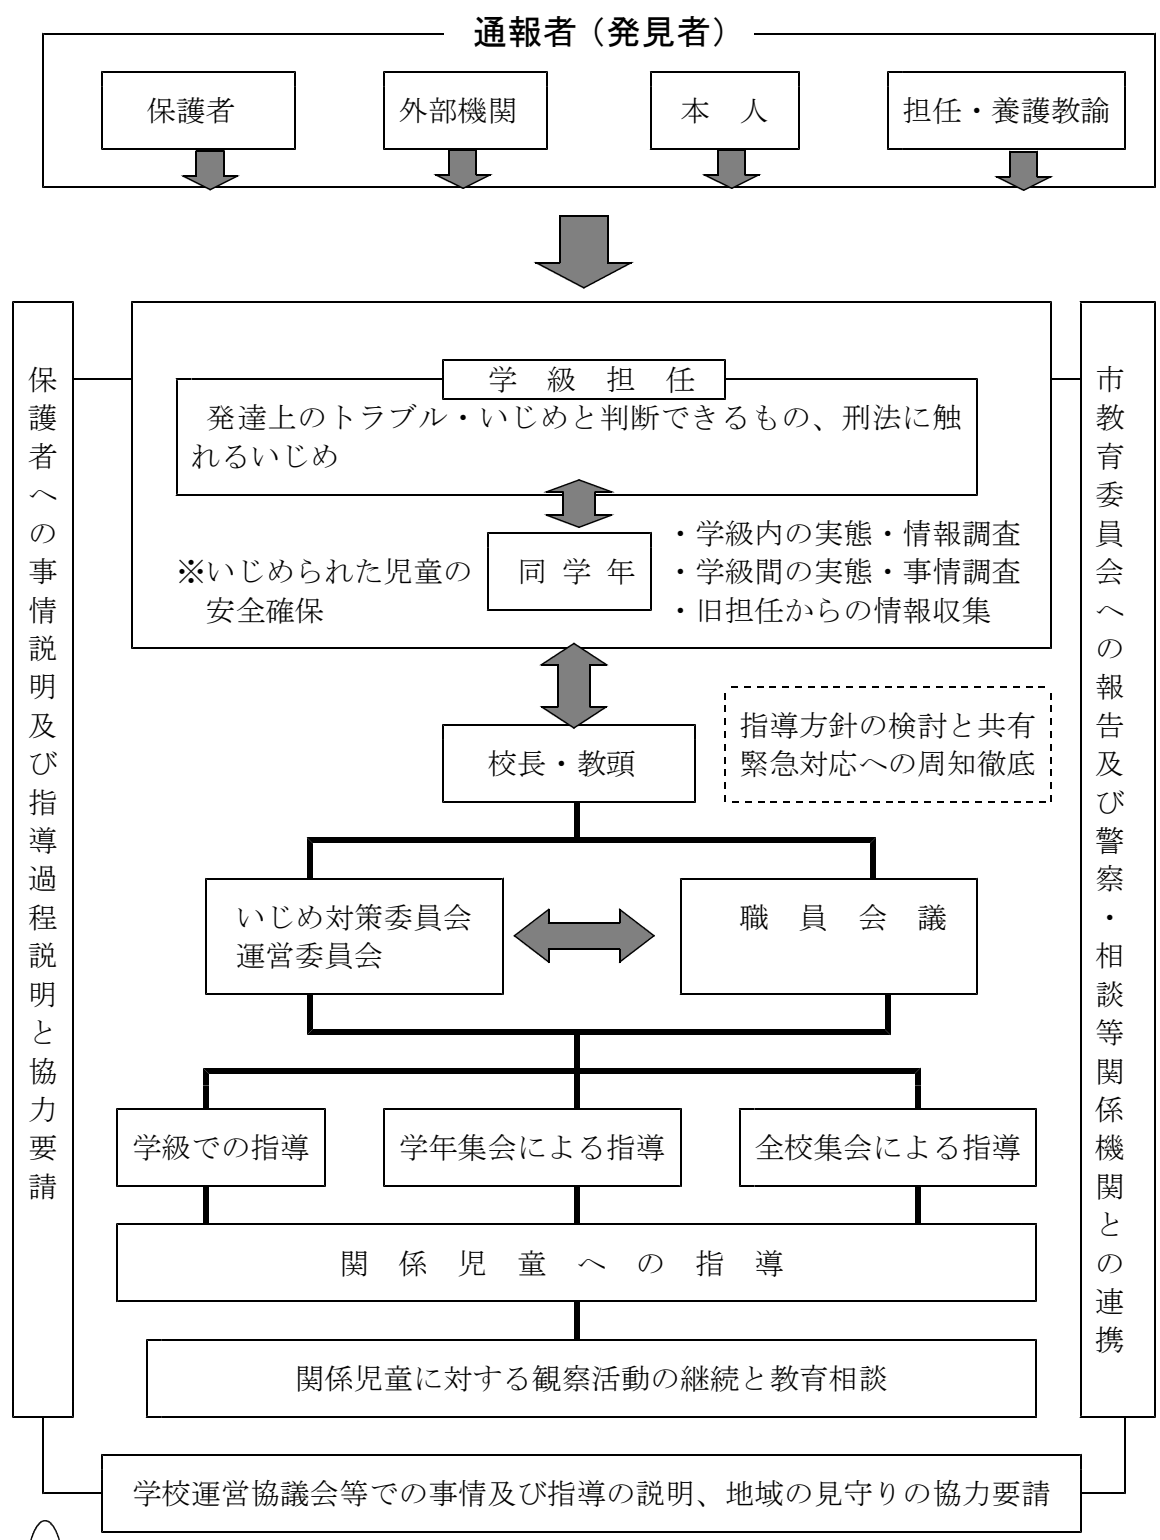 通報者（発見者）
保護者
外部機関
本　人
担任・養護教諭
保護者への事情説明及び指導過程説明と協力要請
学　級　担　任
発達上のトラブル・いじめと判断できるもの、刑法に触
れるいじめ
※いじめられた児童の
安全確保
同 学 年
・学級内の実態・情報調査
・学級間の実態・事情調査
・旧担任からの情報収集
市教育委員会への報告及び警察・相談等関係機関との連携
校長・教頭
指導方針の検討と共有
緊急対応への周知徹底
いじめ対策委員会
運営委員会
職　員　会　議
学級での指導
学年集会による指導
全校集会による指導
関　係　児　童　へ　の　指　導
関係児童に対する観察活動の継続と教育相談
学校運営協議会等での事情及び指導の説明、地域の見守りの協力要請